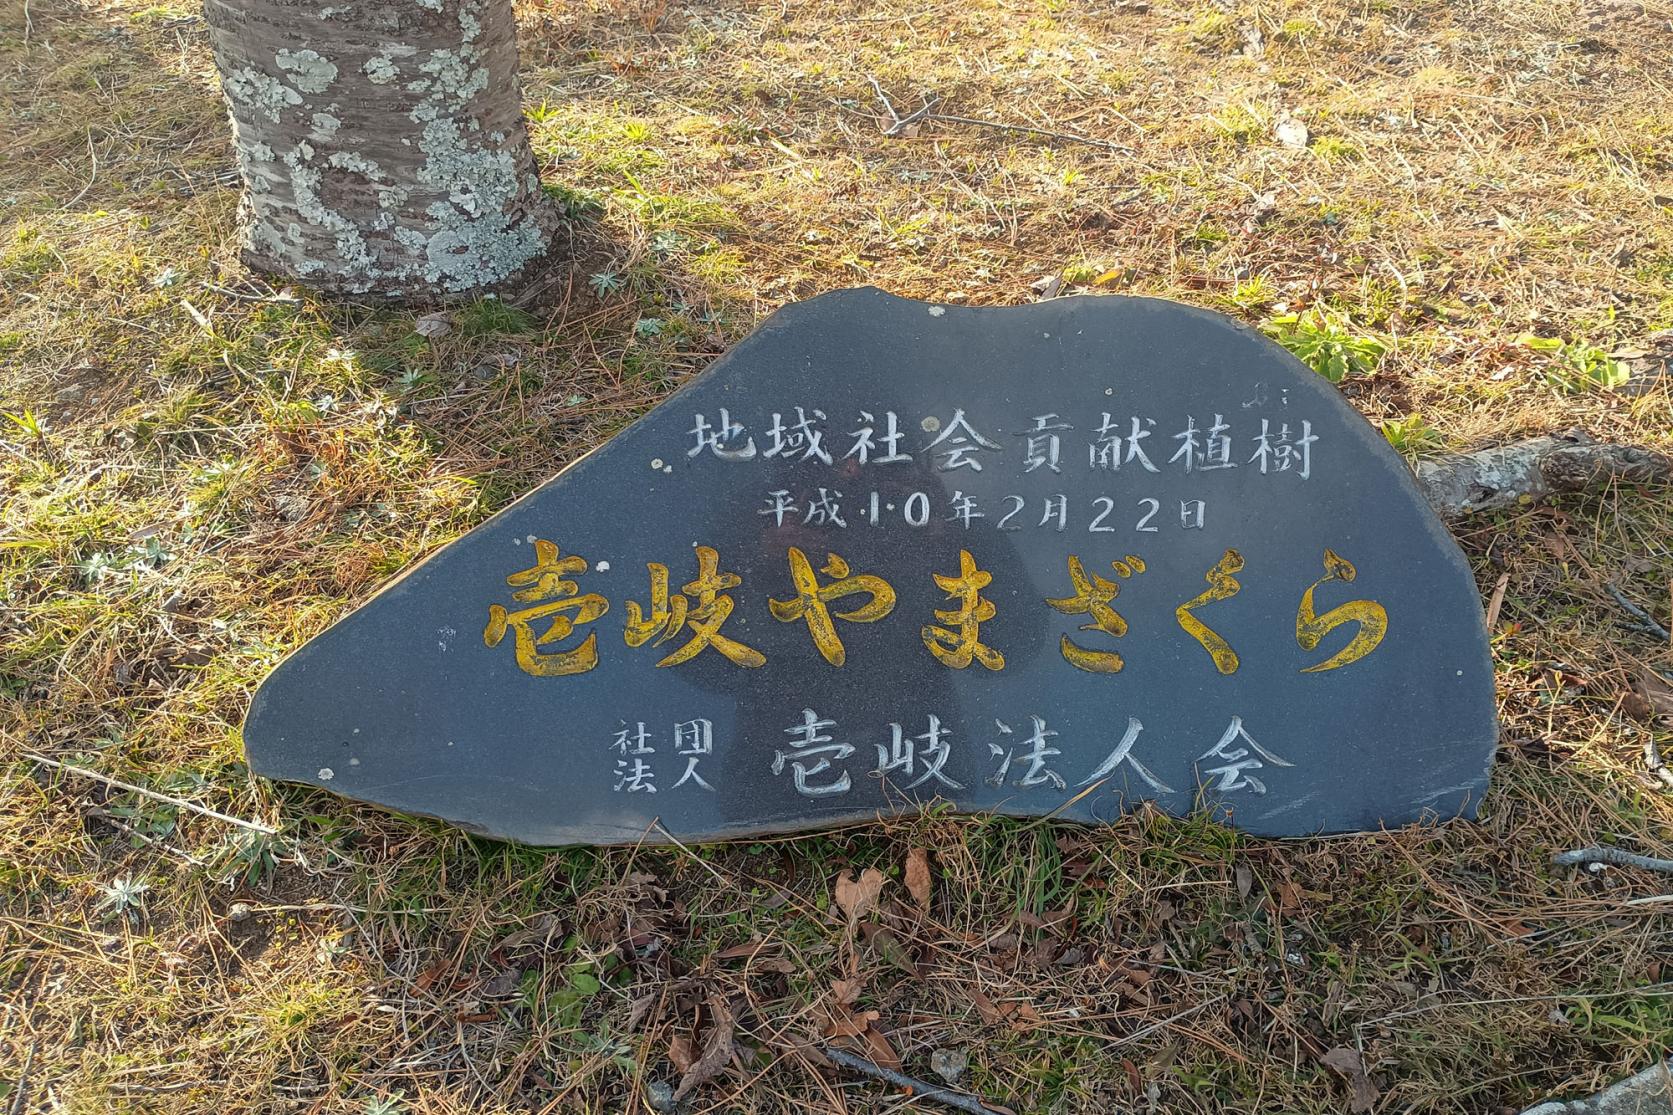 地域社会貢献植樹
平成10年2月22日
壱岐やまざくら
社団法人 壱岐法人会